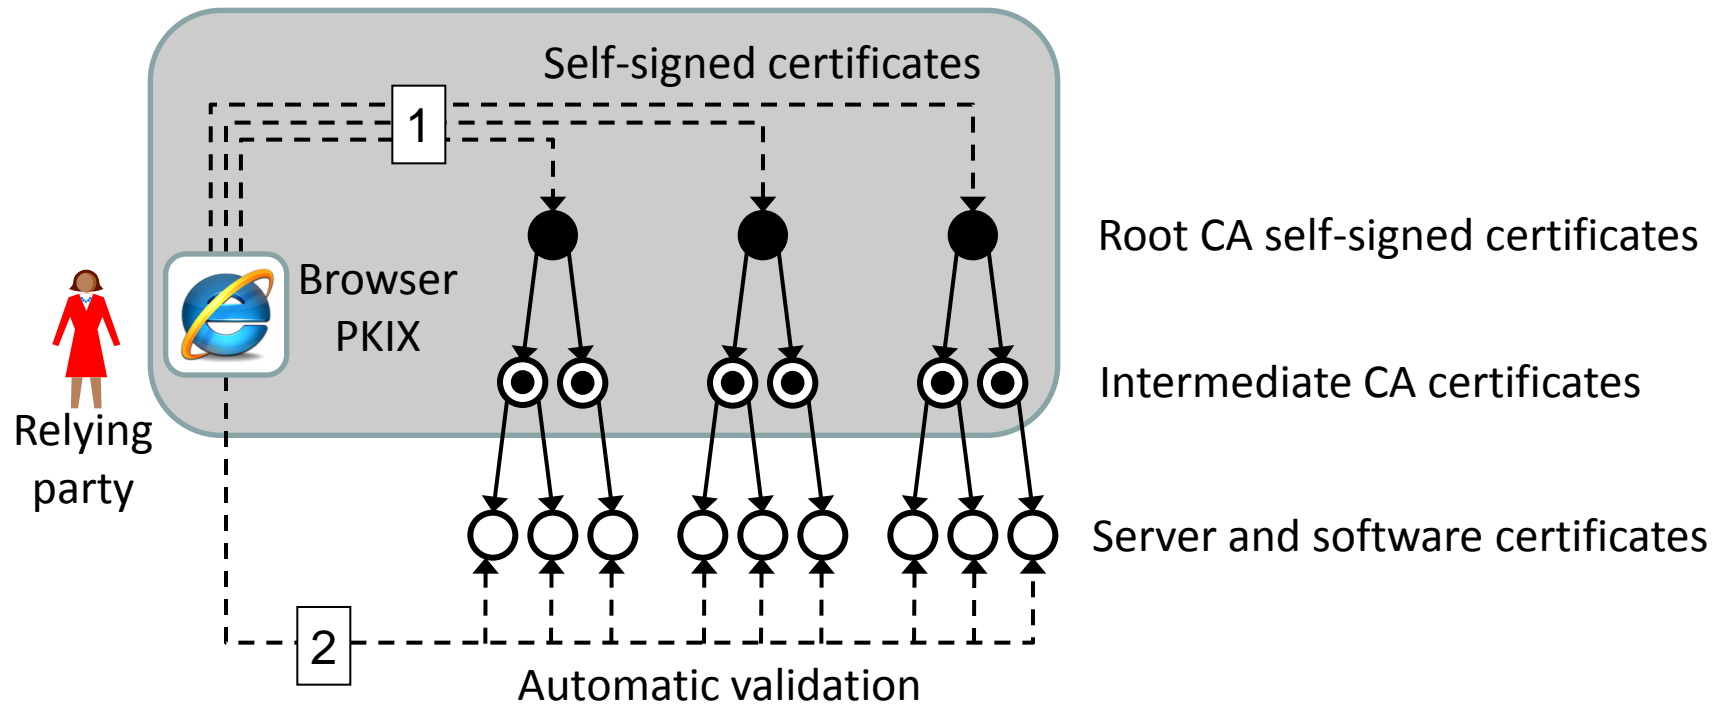 Self-signed certificates
1
Root CA self-signed certificates
Browser
PKIX
Intermediate CA certificates
Relying
party
Server and software certificates
2
Automatic validation